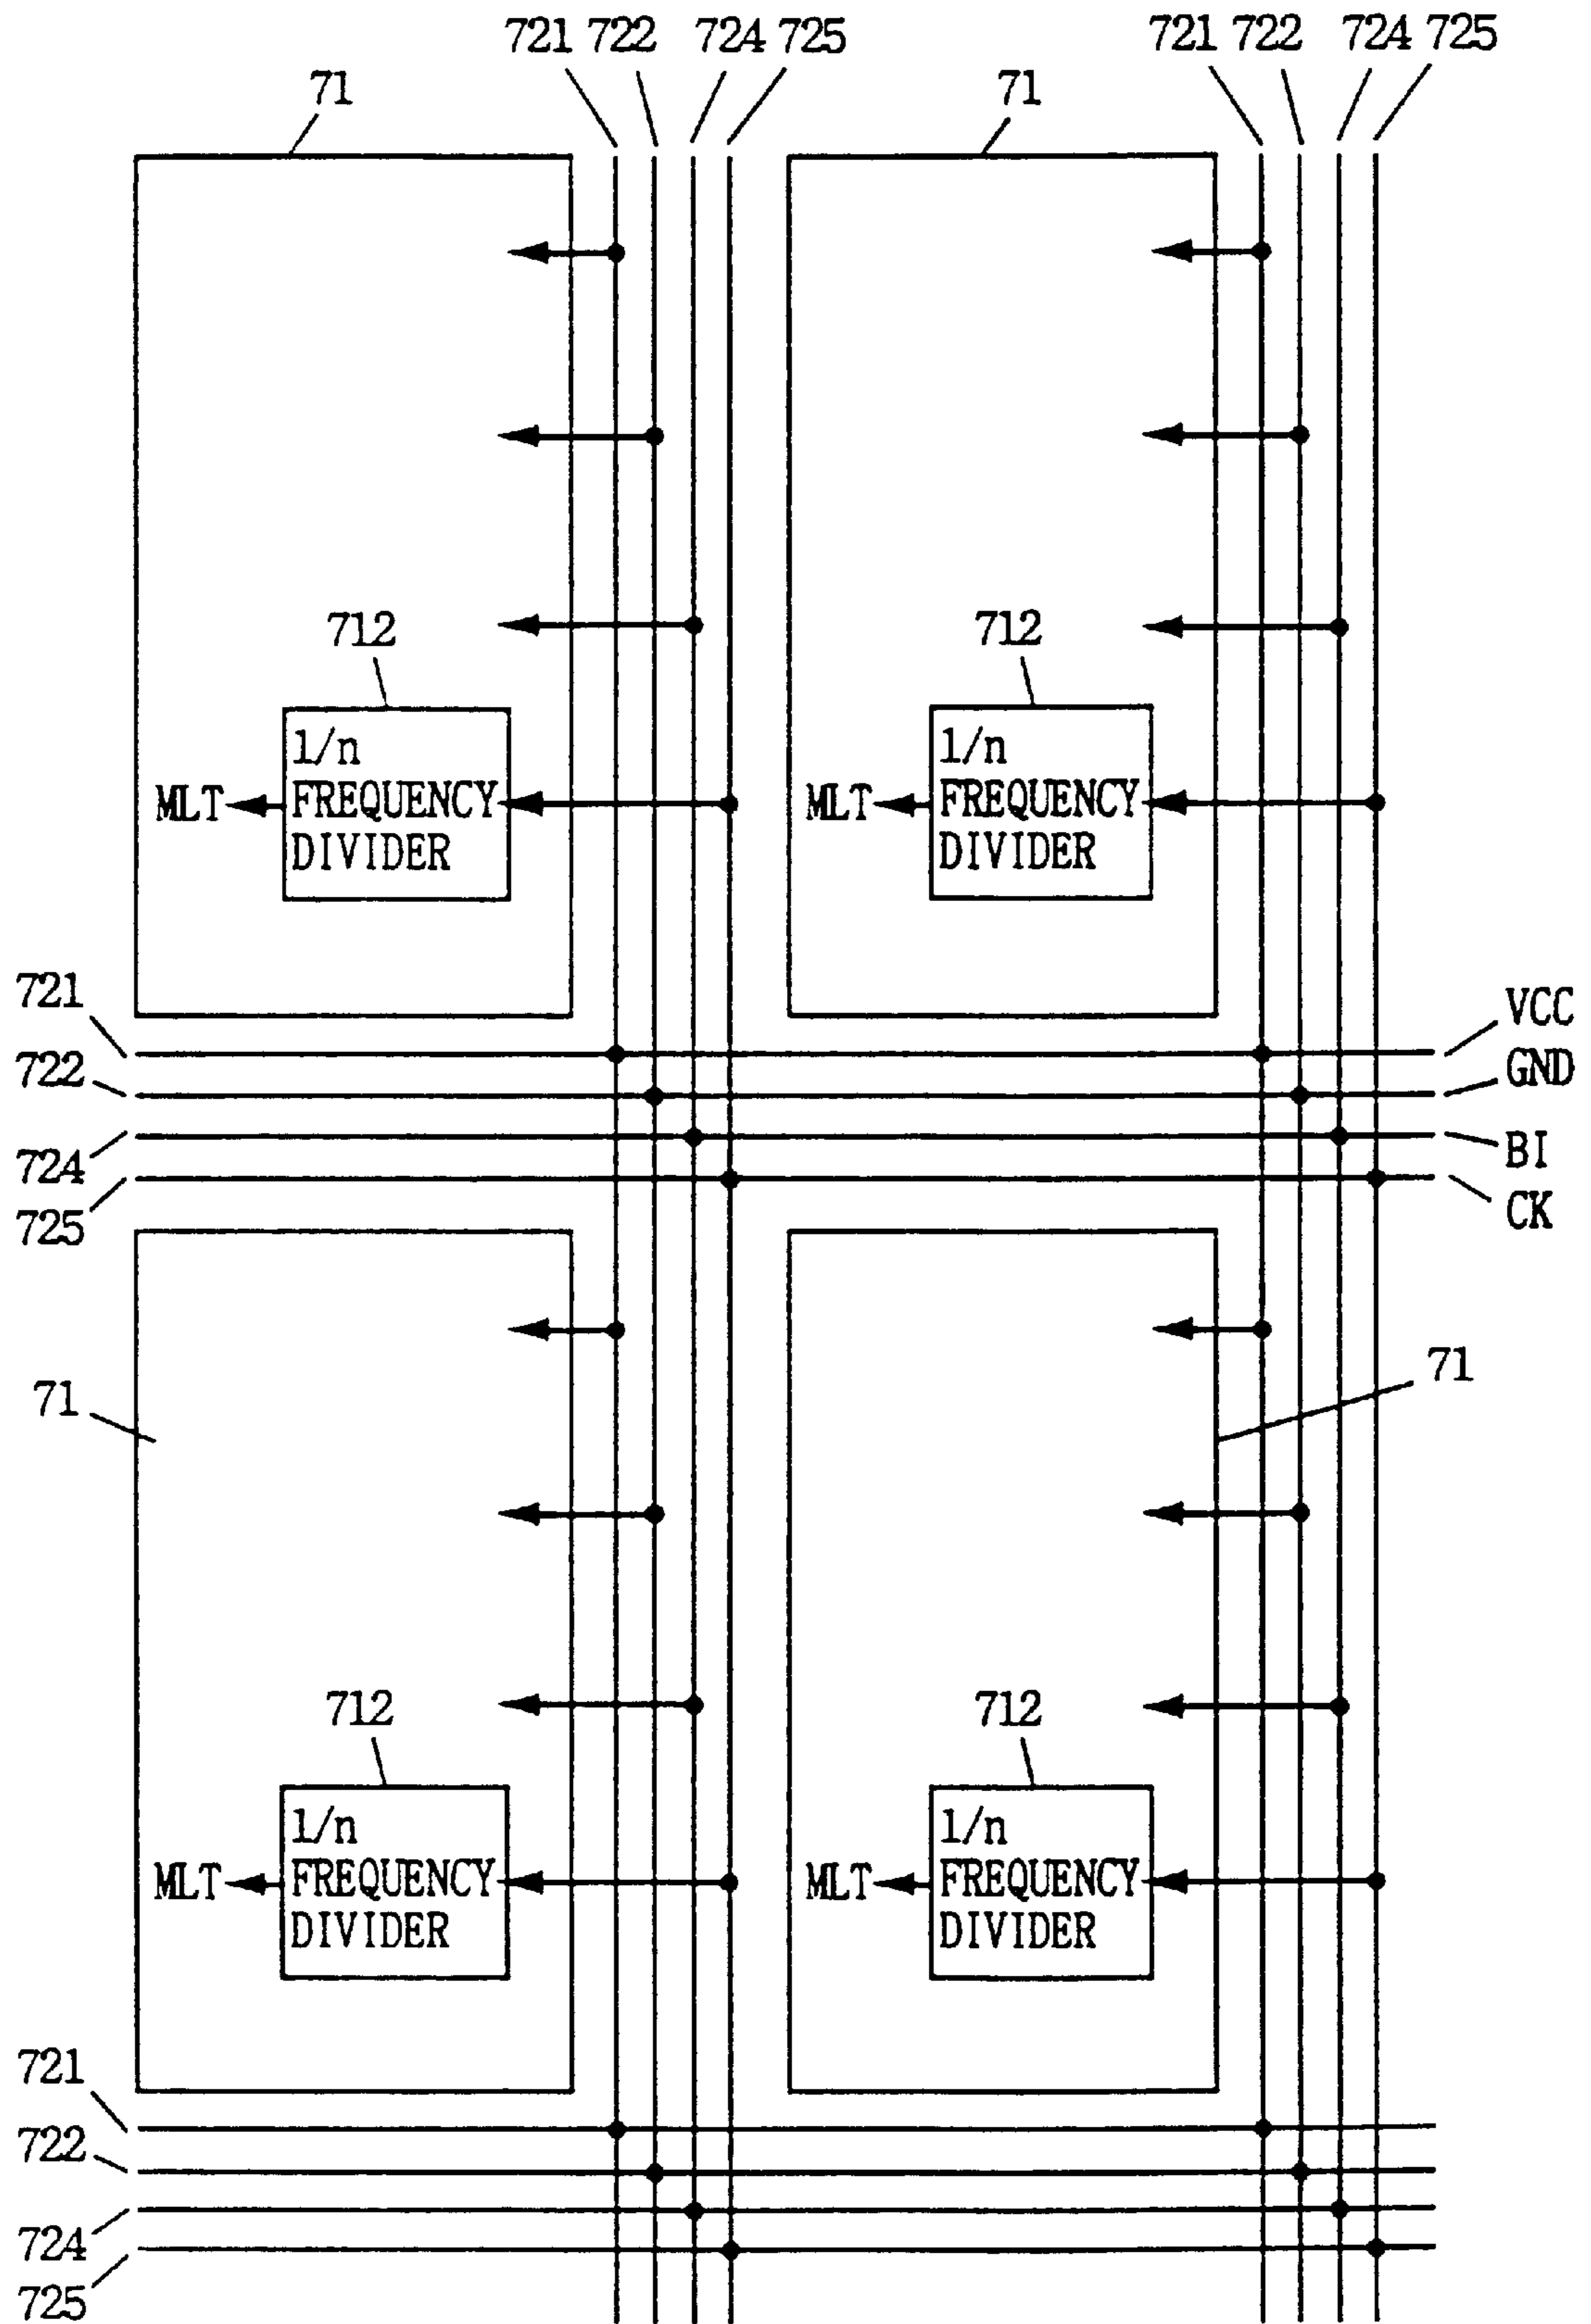 721 722 724 725 721 722 724 725
71 71
712 712
1/n 1/n
MLT FREQUENCY MLT FREQUENCY
DIVIDER DIVIDER
721 VCC
722 GND
724 BI
725 CK
71 71
712 712
1/n 1/n
MLT FREQUENCY MLT FREQUENCY
DIVIDER DIVIDER
721
722
724
725